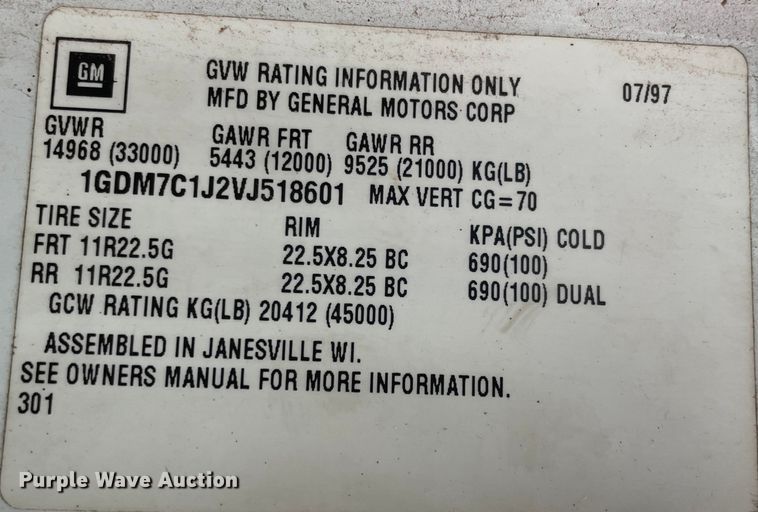 GM
GVW RATING INFORMATION ONLY 07/97
MFD BY GENERAL MOTORS CORP
GVWR GAWR FRT GAWR RR
14968 (33000) 5443 (12000) 9525 (21000) KG(LB)
1GDM7C1J2VJ518601 MAX VERT CG=70
TIRE SIZE RIM KPA(PSI) COLD
FRT 11R22.5G 22.5X8.25 BC 690(100)
RR 11R22.5G 22.5X8.25 BC 690(100) DUAL
GCW RATING KG(LB) 20412 (45000)
ASSEMBLED IN JANESVILLE WI.
SEE OWNERS MANUAL FOR MORE INFORMATION.
301
Purple Wave Auction